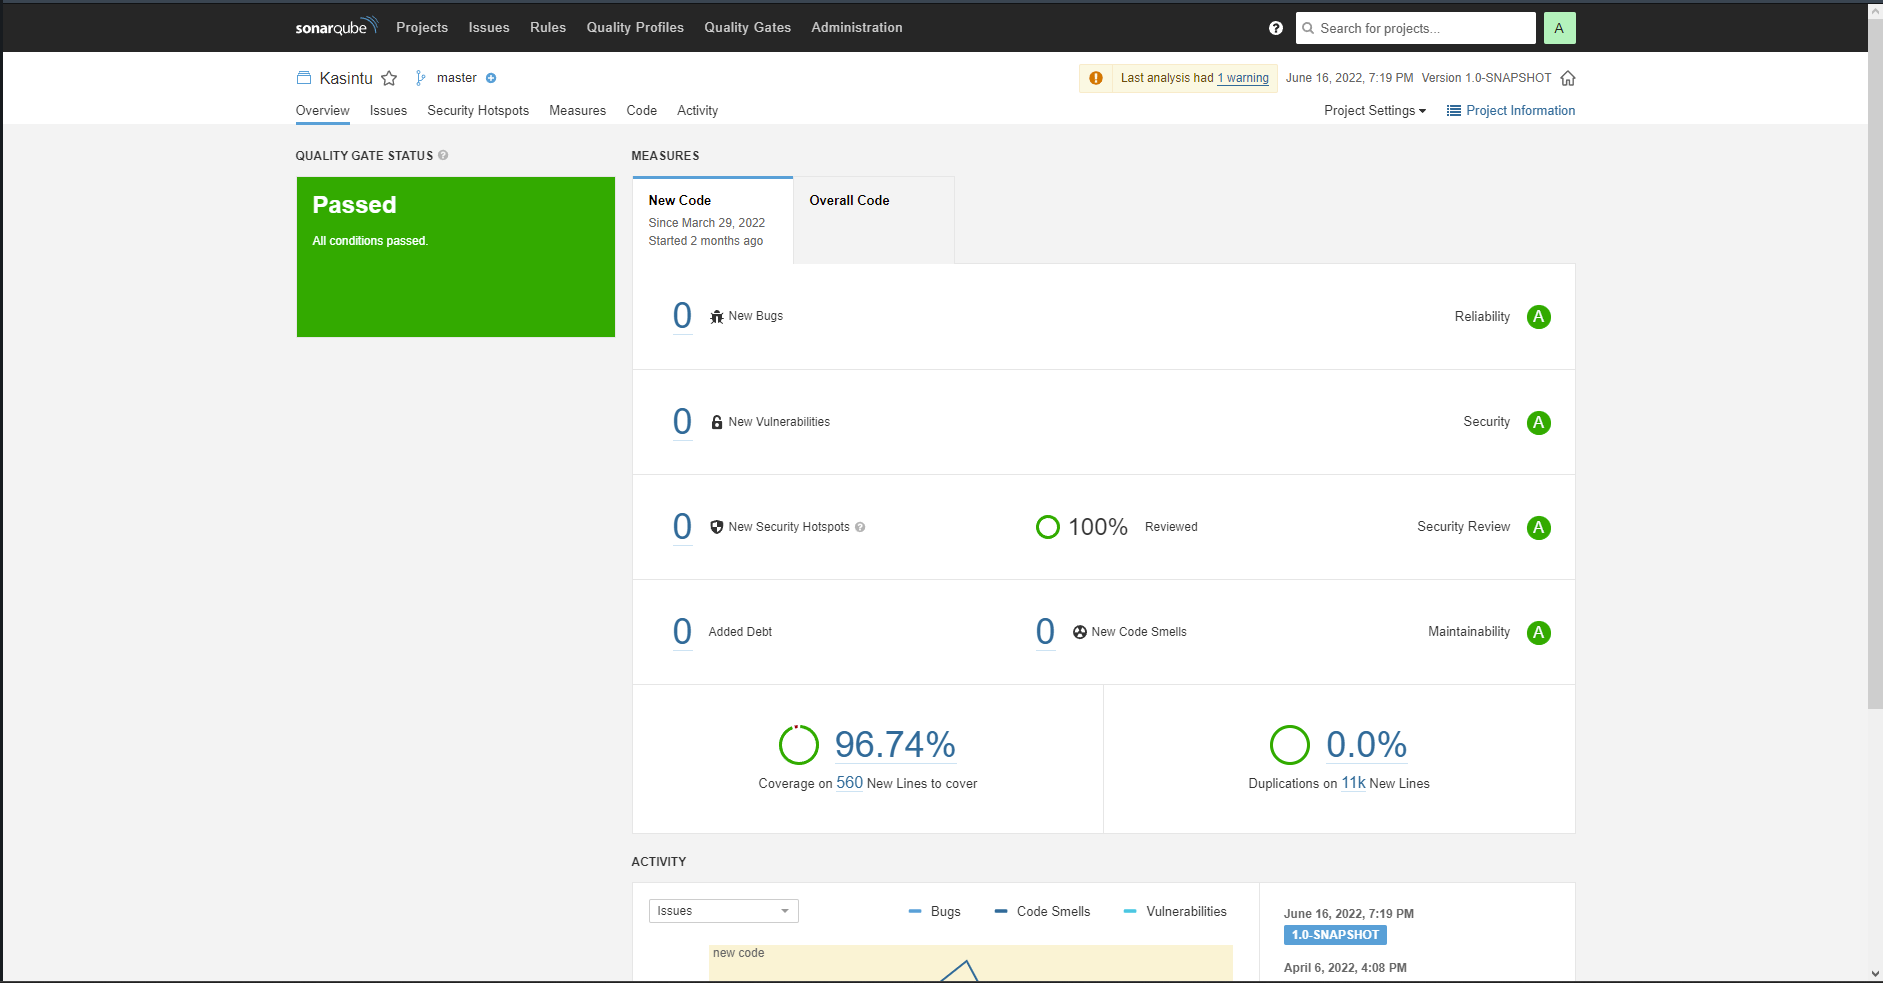 sonarqube Projects Issues Rules Quality Profiles Quality Gates Administration ? Search for projects... A
Kasintu master Last analysis had 1 warning June 16, 2022, 7:19 PM Version 1.0-SNAPSHOT
Overview Issues Security Hotspots Measures Code Activity Project Settings Project Information
QUALITY GATE STATUS ?
Passed
All conditions passed.
MEASURES
New Code
Since March 29, 2022
Started 2 months ago
Overall Code
0 New Bugs Reliability A
0 New Vulnerabilities Security A
0 New Security Hotspots ? 100% Reviewed Security Review A
0 Added Debt 0 New Code Smells Maintainability A
96.74%
Coverage on 560 New Lines to cover
0.0%
Duplications on 11k New Lines
ACTIVITY
Issues Bugs Code Smells Vulnerabilities
new code
June 16, 2022, 7:19 PM
1.0-SNAPSHOT
April 6, 2022, 4:08 PM